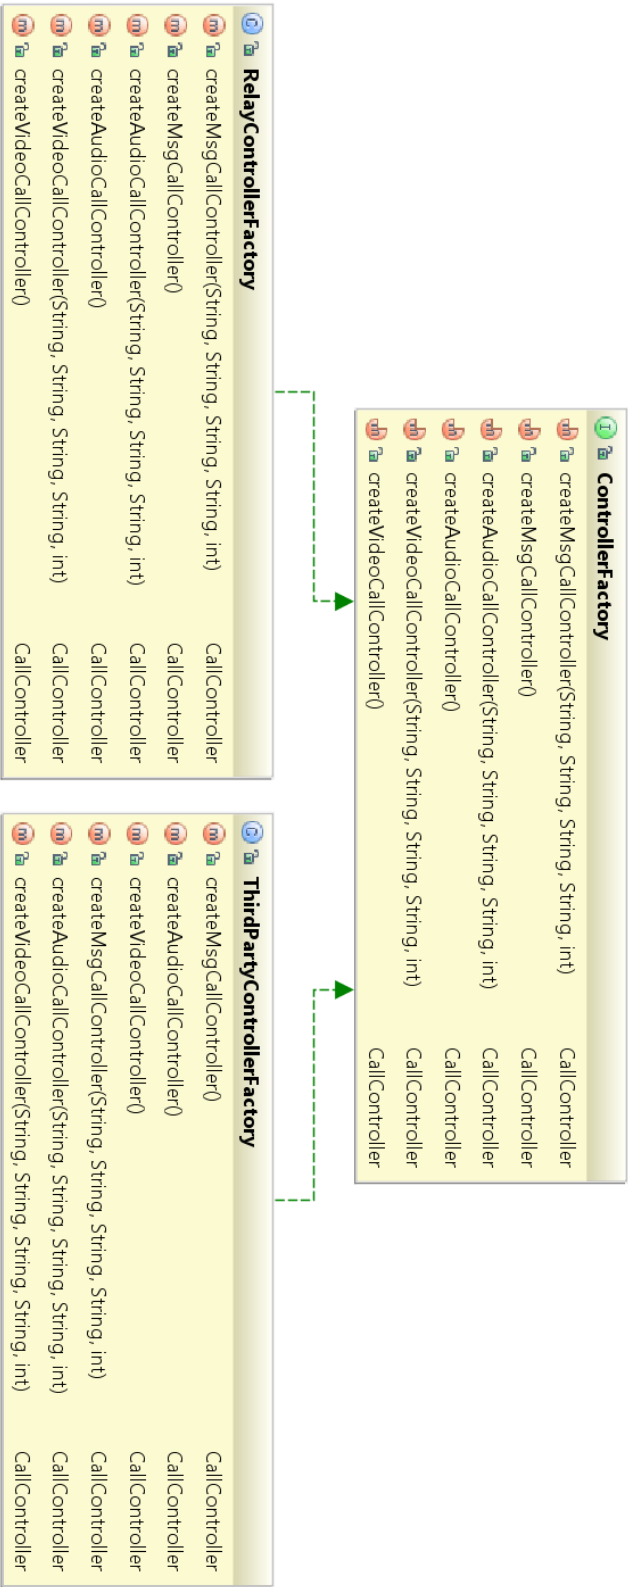 ControllerFactory
createMsgCallController(String, String, String, String, int) CallController
createMsgCallController() CallController
createAudioCallController(String, String, String, String, int) CallController
createAudioCallController() CallController
createVideoCallController(String, String, String, String, int) CallController
createVideoCallController() CallController
RelayControllerFactory
createMsgCallController(String, String, String, String, int) CallController
createMsgCallController() CallController
createAudioCallController(String, String, String, String, int) CallController
createAudioCallController() CallController
createVideoCallController(String, String, String, String, int) CallController
createVideoCallController() CallController
ThirdPartyControllerFactory
createMsgCallController() CallController
createAudioCallController() CallController
createVideoCallController() CallController
createMsgCallController(String, String, String, String, int) CallController
createAudioCallController(String, String, String, String, int) CallController
createVideoCallController(String, String, String, String, int) CallController